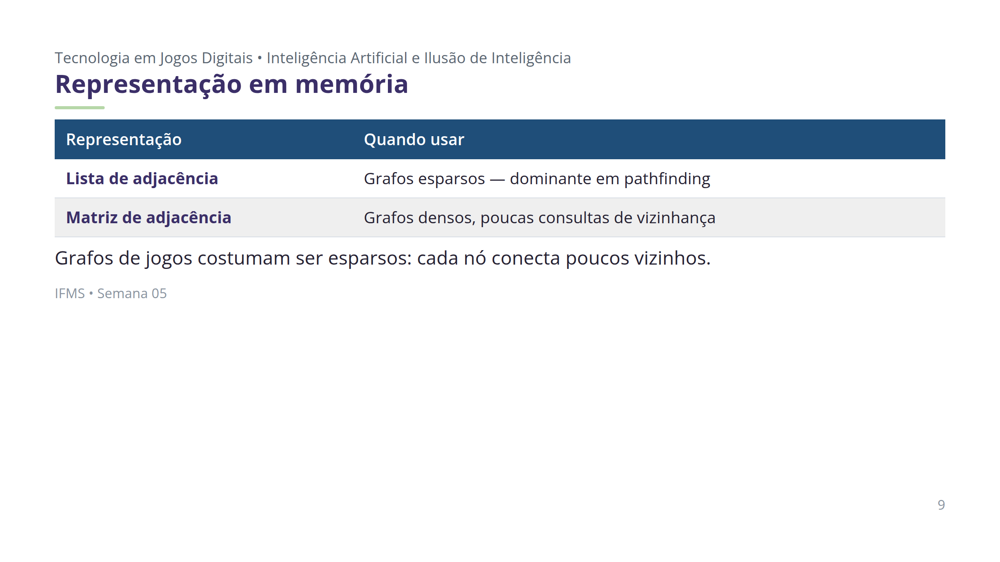 Tecnologia em Jogos Digitais • Inteligência Artificial e Ilusão de Inteligência
Representação em memória
Representação Quando usar
Lista de adjacência Grafos esparsos — dominante em pathfinding
Matriz de adjacência Grafos densos, poucas consultas de vizinhança
Grafos de jogos costumam ser esparsos: cada nó conecta poucos vizinhos.
IFMS • Semana 05
9